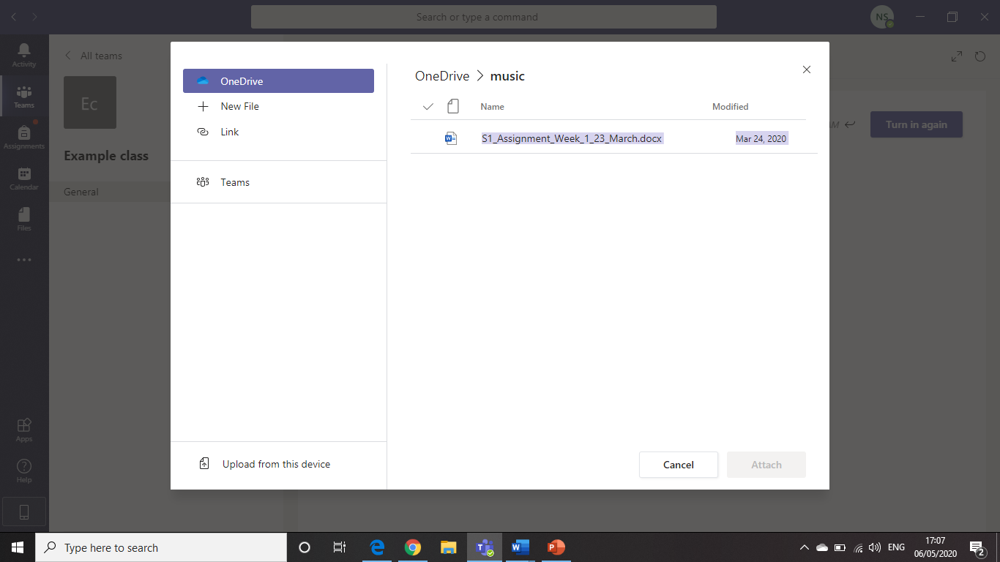 Search or type a command
NS
Activity
Teams
Assignments
Calendar
Files
Apps
Help
All teams
Ec
Example class
General
OneDrive
New File
Link
Teams
Upload from this device
OneDrive > music
Name Modified
S1_Assignment_Week_1_23_March.docx Mar 24, 2020
Cancel Attach
AM
Turn in again
Type here to search
ENG
17:07
06/05/2020
2